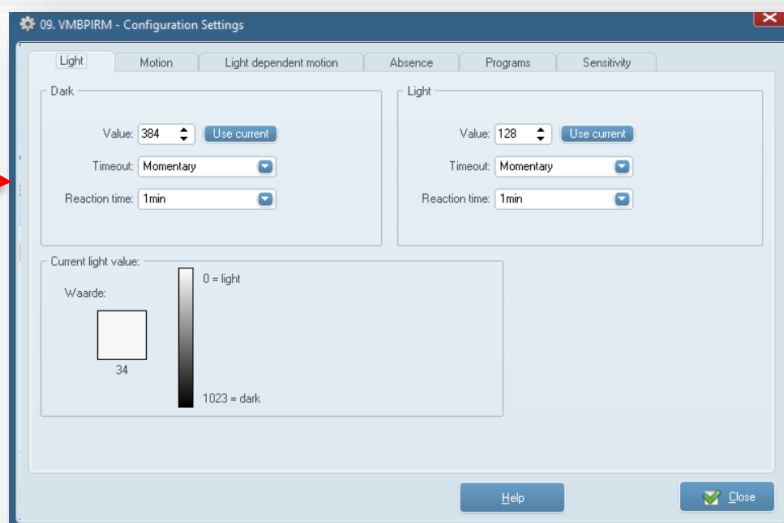 09. VMBPIRM - Configuration Settings
Light Motion Light dependent motion Absence Programs Sensitivity
Dark
Value: 384 Use current
Timeout: Momentary
Reaction time: 1min
Light
Value: 128 Use current
Timeout: Momentary
Reaction time: 1min
Current light value:
Waarde:
34
0 = light
1023 = dark
Help
Close